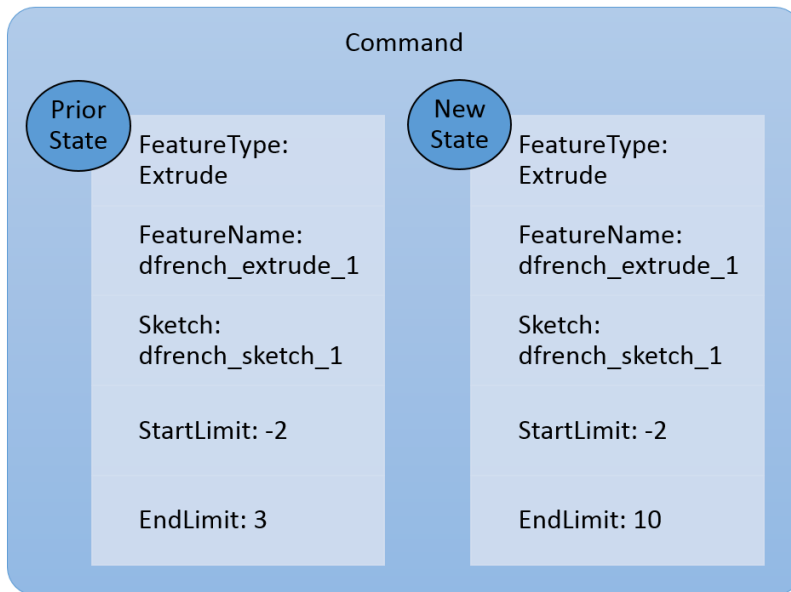 Command
Prior
State
FeatureType:
Extrude
FeatureName:
dfrench_extrude_1
Sketch:
dfrench_sketch_1
StartLimit: -2
EndLimit: 3
New
State
FeatureType:
Extrude
FeatureName:
dfrench_extrude_1
Sketch:
dfrench_sketch_1
StartLimit: -2
EndLimit: 10